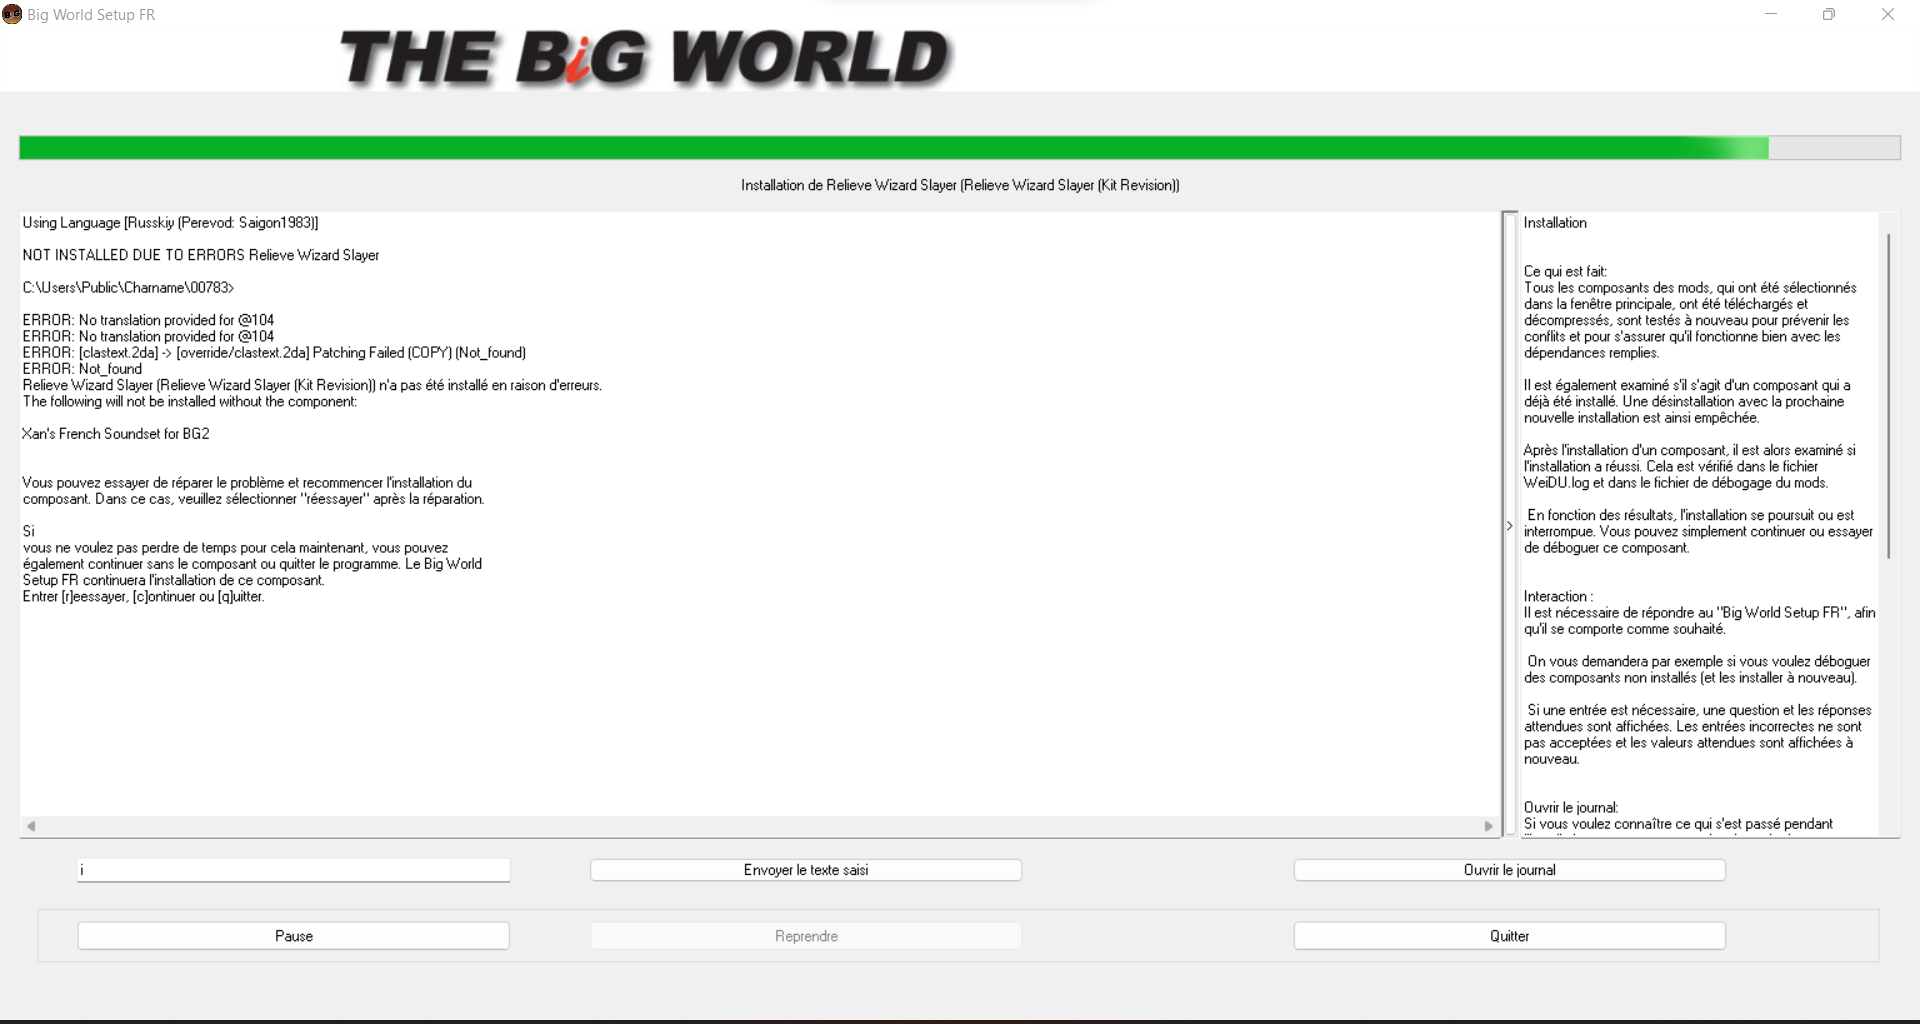 Big World Setup FR
THE BiG WORLD
Installation de Relieve Wizard Slayer (Relieve Wizard Slayer (Kit Revision))
Using Language [Russkiy (Perevod: Saigon1983)]
NOT INSTALLED DUE TO ERRORS Relieve Wizard Slayer
C:\Users\Public\Charname\00783>
ERROR: No translation provided for @104
ERROR: No translation provided for @104
ERROR: [clastext.2da] -> [override/clastext.2da] Patching Failed (COPY) (Not_found)
ERROR: Not_found
Relieve Wizard Slayer (Relieve Wizard Slayer (Kit Revision)) n'a pas été installé en raison d'erreurs.
The following will not be installed without the component:
Xan's French Soundset for BG2
Vous pouvez essayer de réparer le problème et recommencer l'installation du
composant. Dans ce cas, veuillez sélectionner "réessayer" après la réparation.
Si
vous ne voulez pas perdre de temps pour cela maintenant, vous pouvez
également continuer sans le composant ou quitter le programme. Le Big World
Setup FR continuera l'installation de ce composant.
Entrer [r]eessayer, [c]ontinuer ou [q]uitter.
Installation
Ce qui est fait:
Tous les composants des mods, qui ont été sélectionnés
dans la fenêtre principale, ont été téléchargés et
décompressés, sont testés à nouveau pour prévenir les
conflits et pour s'assurer qu'il fonctionne bien avec les
dépendances remplies.
Il est également examiné s'il s'agit d'un composant qui a
déjà été installé. Une désinstallation avec la prochaine
nouvelle installation est ainsi empêchée.
Après l'installation d'un composant, il est alors examiné si
l'installation a réussi. Cela est vérifié dans le fichier
WeiDU.log et dans le fichier de débogage du mods.
En fonction des résultats, l'installation se poursuit ou est
interrompue. Vous pouvez simplement continuer ou essayer
de déboguer ce composant.
Interaction :
Il est nécessaire de répondre au "Big World Setup FR", afin
qu'il se comporte comme souhaité.
On vous demandera par exemple si vous voulez déboguer
des composants non installés (et les installer à nouveau).
Si une entrée est nécessaire, une question et les réponses
attendues sont affichées. Les entrées incorrectes ne sont
pas acceptées et les valeurs attendues sont affichées à
nouveau.
Ouvrir le journal:
Si vous voulez connaître ce qui s'est passé pendant
i
Envoyer le texte saisi
Ouvrir le journal
Pause
Reprendre
Quitter